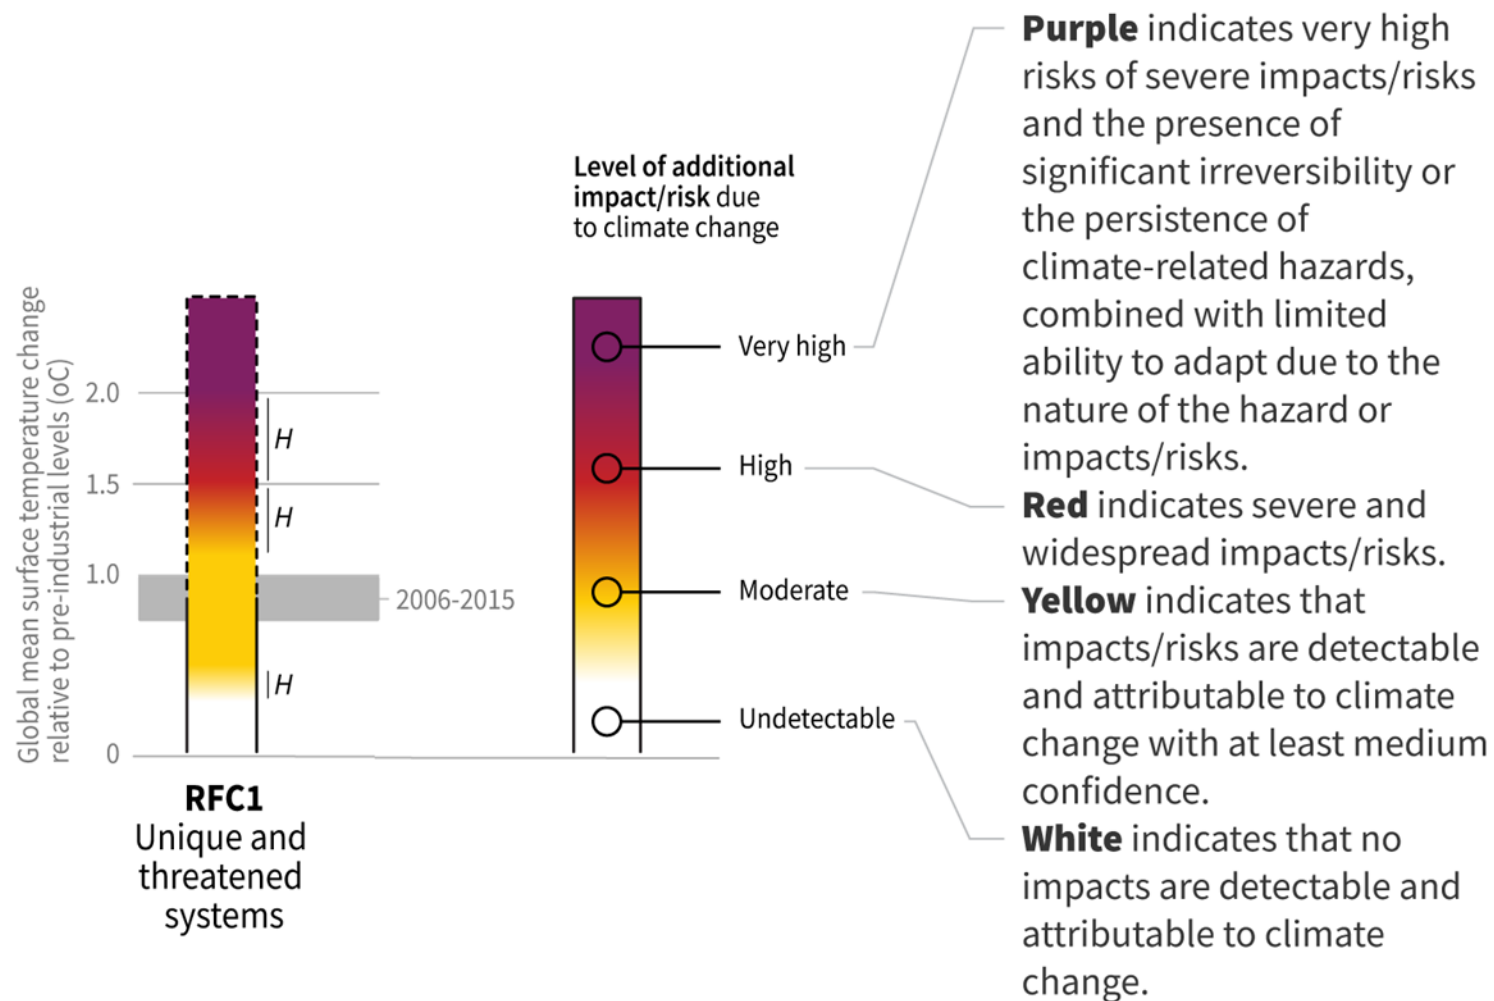 Global mean surface temperature change
relative to pre-industrial levels (oC)
2.0
1.5
1.0
0
H
H
H
2006-2015
RFC1
Unique and
threatened
systems
Level of additional
impact/risk due
to climate change
Very high
High
Moderate
Undetectable
Purple indicates very high
risks of severe impacts/risks
and the presence of
significant irreversibility or
the persistence of
climate-related hazards,
combined with limited
ability to adapt due to the
nature of the hazard or
impacts/risks.
Red indicates severe and
widespread impacts/risks.
Yellow indicates that
impacts/risks are detectable
and attributable to climate
change with at least medium
confidence.
White indicates that no
impacts are detectable and
attributable to climate
change.